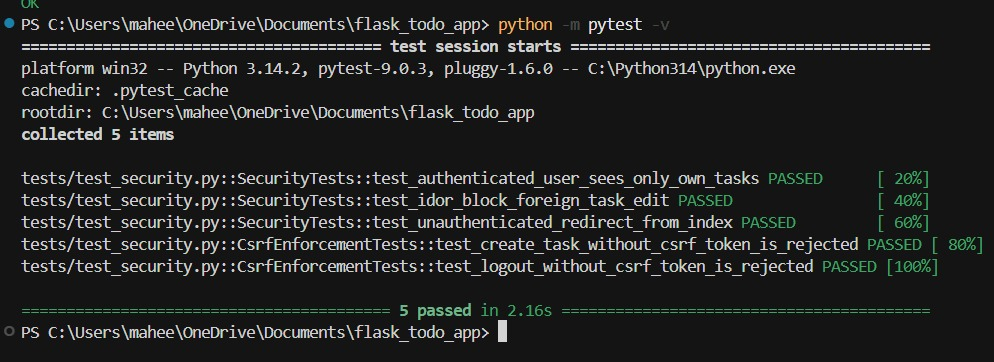 OK
PS C:\Users\mahee\OneDrive\Documents\flask_todo_app> python -m pytest -v
======================================== test session starts ========================================
platform win32 -- Python 3.14.2, pytest-9.0.3, pluggy-1.6.0 -- C:\Python314\python.exe
cachedir: .pytest_cache
rootdir: C:\Users\mahee\OneDrive\Documents\flask_todo_app
collected 5 items
tests/test_security.py::SecurityTests::test_authenticated_user_sees_only_own_tasks PASSED [ 20%]
tests/test_security.py::SecurityTests::test_idor_block_foreign_task_edit PASSED [ 40%]
tests/test_security.py::SecurityTests::test_unauthenticated_redirect_from_index PASSED [ 60%]
tests/test_security.py::CsrfEnforcementTests::test_create_task_without_csrf_token_is_rejected PASSED [ 80%]
tests/test_security.py::CsrfEnforcementTests::test_logout_without_csrf_token_is_rejected PASSED [100%]
========================================= 5 passed in 2.16s =========================================
PS C:\Users\mahee\OneDrive\Documents\flask_todo_app>